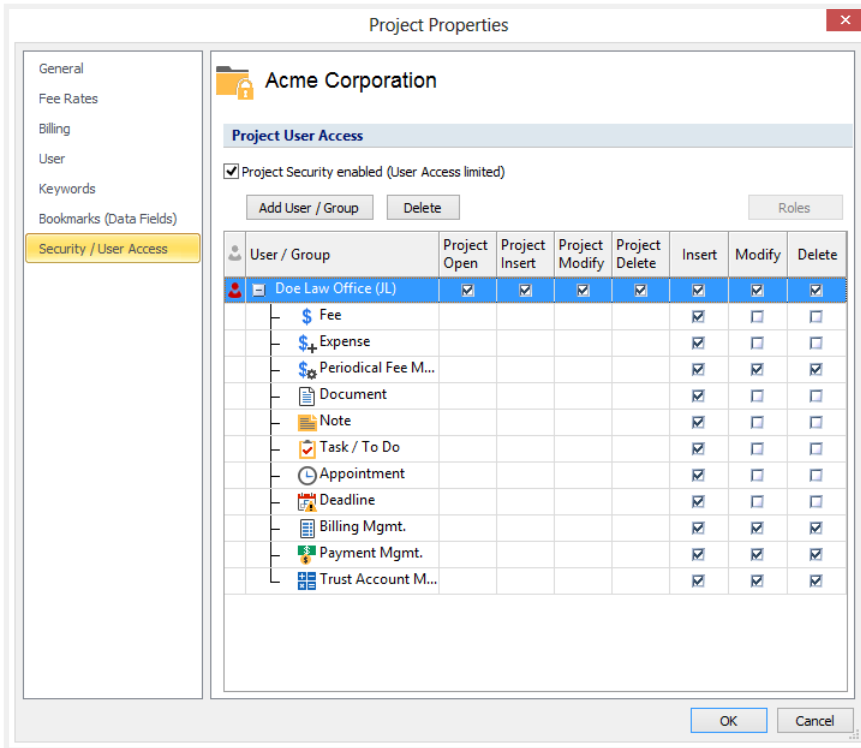 Project Properties
General
Fee Rates
Billing
User
Keywords
Bookmarks (Data Fields)
Security / User Access
Acme Corporation
Project User Access
Project Security enabled (User Access limited)
Add User / Group Delete Roles
User / Group Project Open Project Insert Project Modify Project Delete Insert Modify Delete
Doe Law Office (JL)
Fee
Expense
Periodical Fee M...
Document
Note
Task / To Do
Appointment
Deadline
Billing Mgmt.
Payment Mgmt.
Trust Account M...
OK Cancel